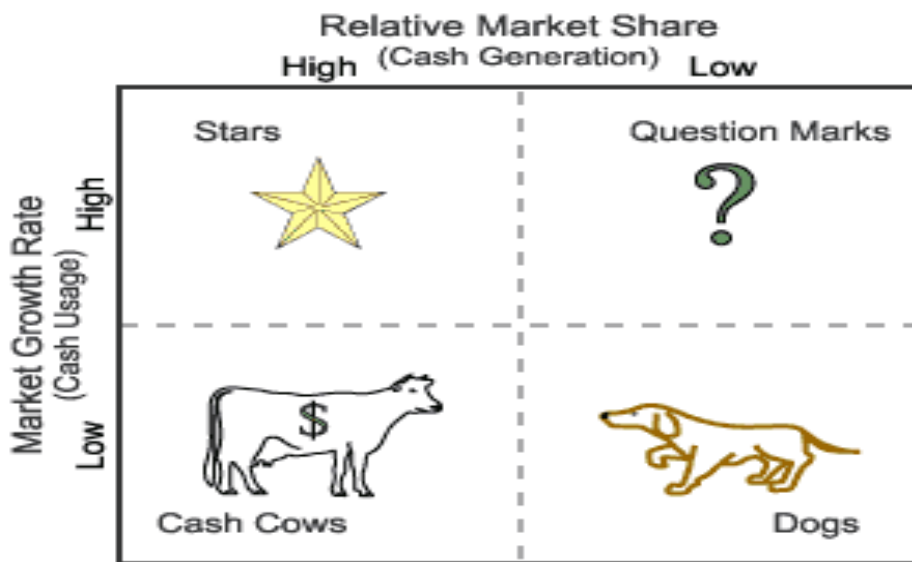 Relative Market Share
(Cash Generation)
High
Low
Stars
Question Marks
?
Market Growth Rate
(Cash Usage)
High
Low
$
Cash Cows
Dogs